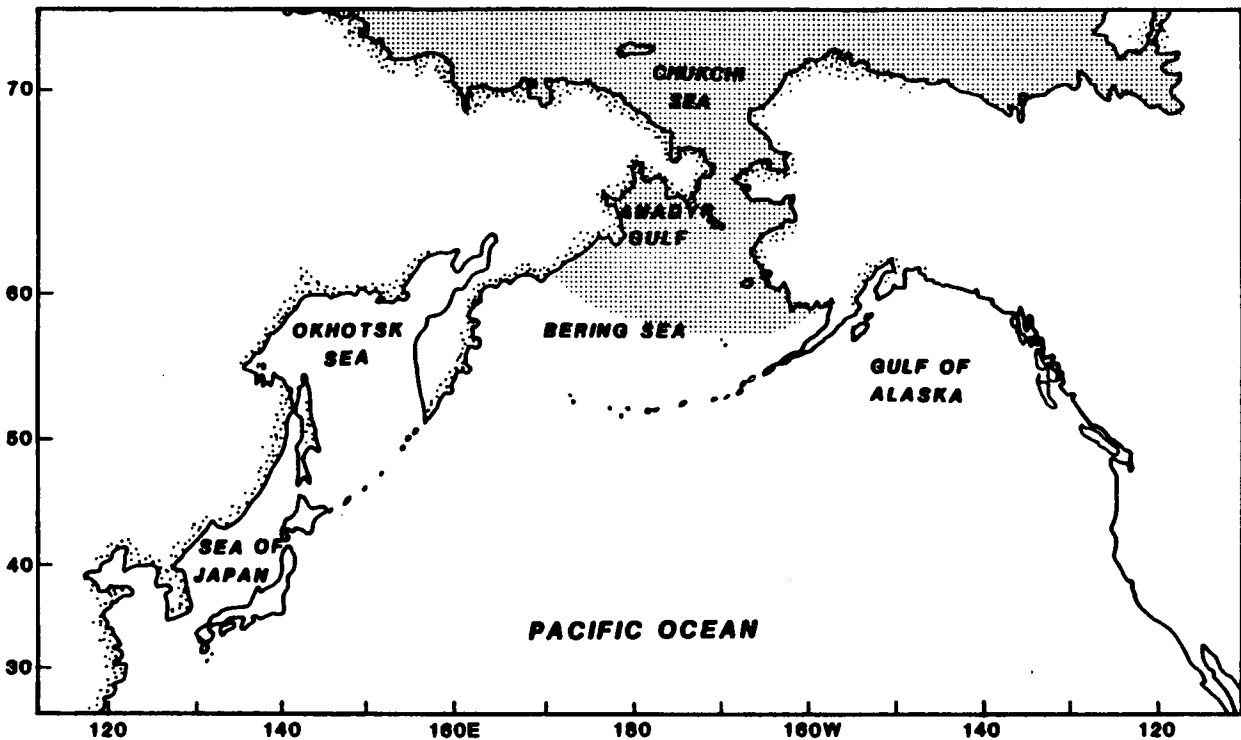 CHUKCHI
SEA
70
ANADYR
GULF
60
OKHOTSK
SEA
BERING SEA
GULF OF
ALASKA
50
40
SEA OF
JAPAN
PACIFIC OCEAN
30
120 140 160E 180 160W 140 120